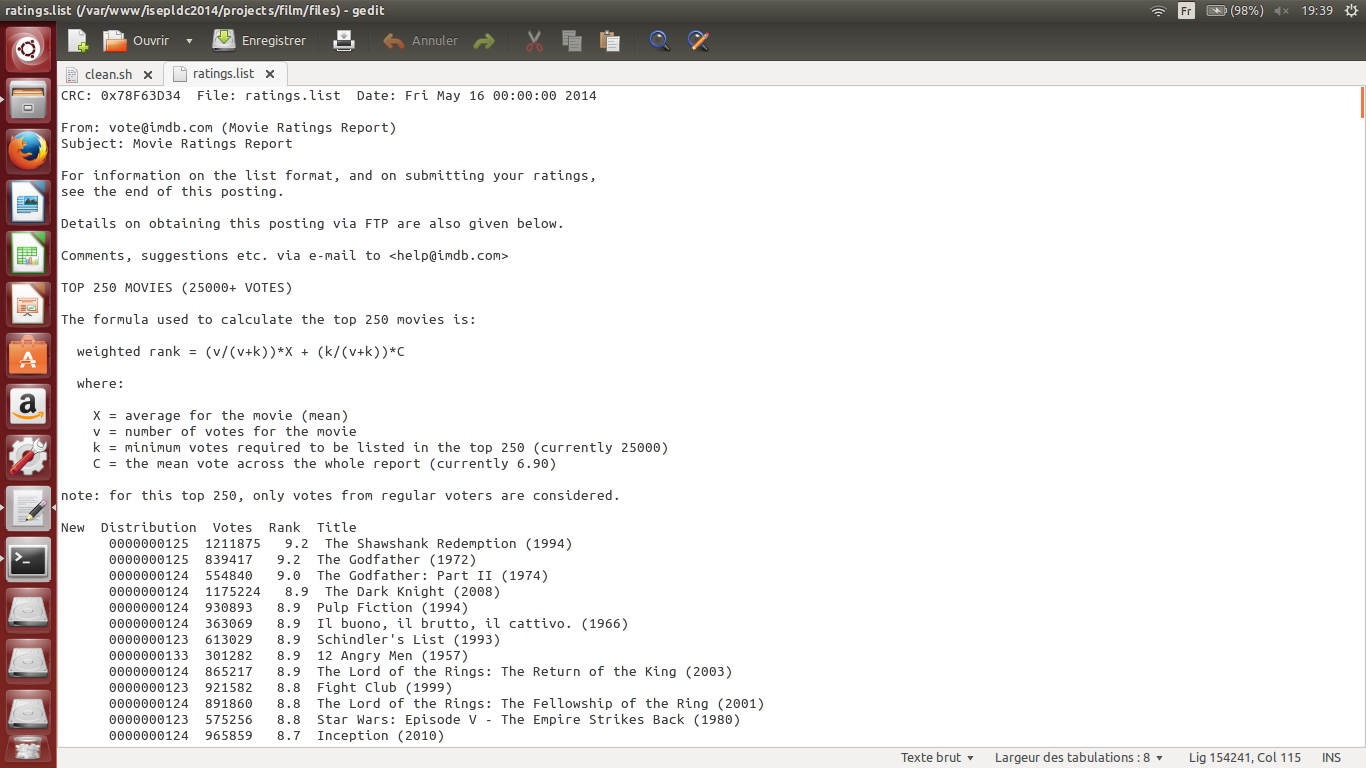 ratings.list (/var/www/isepldc2014/projects/film/files) - gedit
Fr (98%) 19:39
Ouvrir Enregistrer Annuler
clean.sh ratings.list
CRC: 0x78F63D34  File: ratings.list  Date: Fri May 16 00:00:00 2014
From: vote@imdb.com (Movie Ratings Report)
Subject: Movie Ratings Report
For information on the list format, and on submitting your ratings,
see the end of this posting.
Details on obtaining this posting via FTP are also given below.
Comments, suggestions etc. via e-mail to <help@imdb.com>
TOP 250 MOVIES (25000+ VOTES)
The formula used to calculate the top 250 movies is:
weighted rank = (v/(v+k))*X + (k/(v+k))*C
where:
X = average for the movie (mean)
v = number of votes for the movie
k = minimum votes required to be listed in the top 250 (currently 25000)
C = the mean vote across the whole report (currently 6.90)
note: for this top 250, only votes from regular voters are considered.
New  Distribution  Votes  Rank  Title
0000000125  1211875   9.2  The Shawshank Redemption (1994)
0000000125  839417   9.2  The Godfather (1972)
0000000124  554840   9.0  The Godfather: Part II (1974)
0000000124  1175224   8.9  The Dark Knight (2008)
0000000124  930893   8.9  Pulp Fiction (1994)
0000000124  363069   8.9  Il buono, il brutto, il cattivo. (1966)
0000000123  613029   8.9  Schindler's List (1993)
0000000133  301282   8.9  12 Angry Men (1957)
0000000124  865217   8.9  The Lord of the Rings: The Return of the King (2003)
0000000123  921582   8.8  Fight Club (1999)
0000000124  891860   8.8  The Lord of the Rings: The Fellowship of the Ring (2001)
0000000123  575256   8.8  Star Wars: Episode V - The Empire Strikes Back (1980)
0000000124  965859   8.7  Inception (2010)
Texte brut Largeur des tabulations : 8 Lig 154241, Col 115 INS